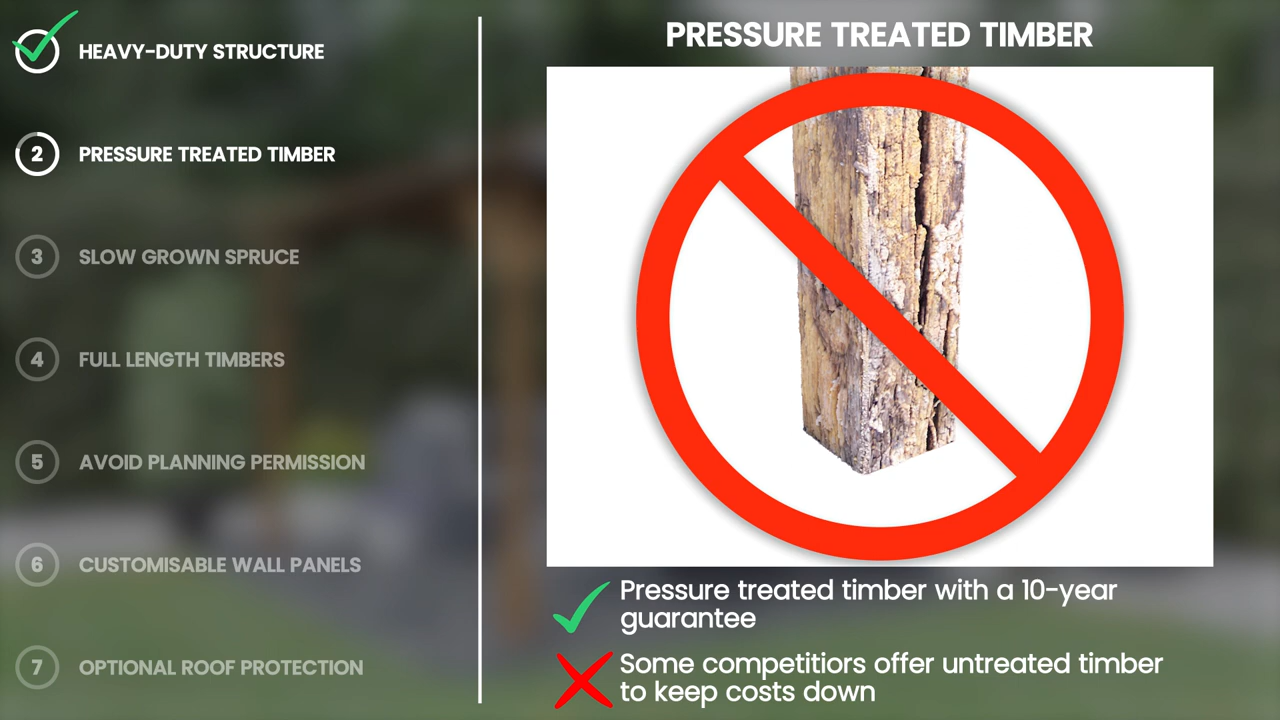 HEAVY-DUTY STRUCTURE
2 PRESSURE TREATED TIMBER
3 SLOW GROWN SPRUCE
4 FULL LENGTH TIMBERS
5 AVOID PLANNING PERMISSION
6 CUSTOMISABLE WALL PANELS
7 OPTIONAL ROOF PROTECTION
PRESSURE TREATED TIMBER
Pressure treated timber with a 10-year
guarantee
Some competitiors offer untreated timber
to keep costs down